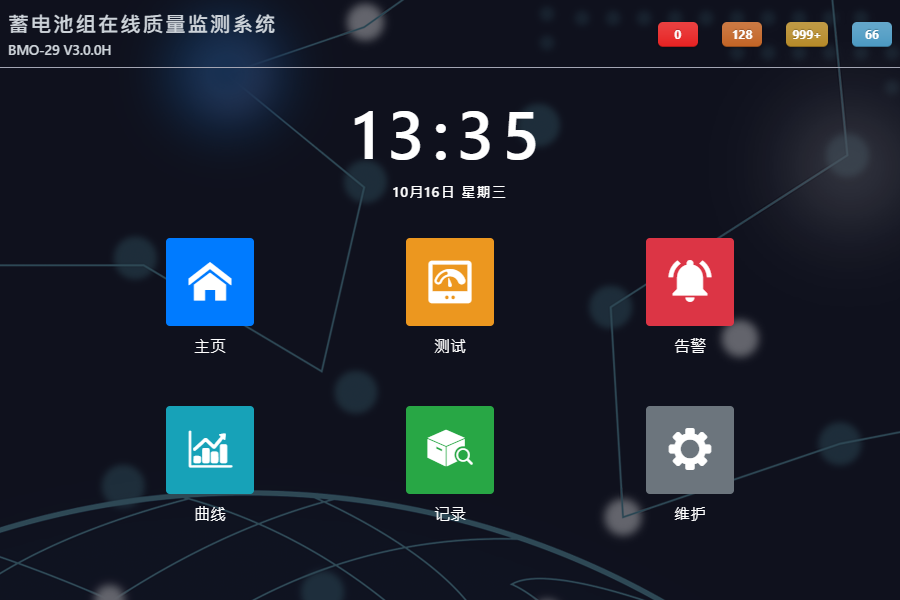 蓄电池组在线质量监测系统
BMO-29 V3.0.0H
0 128 999+ 66
13:35
10月16日 星期三
主页 测试 告警
曲线 记录 维护